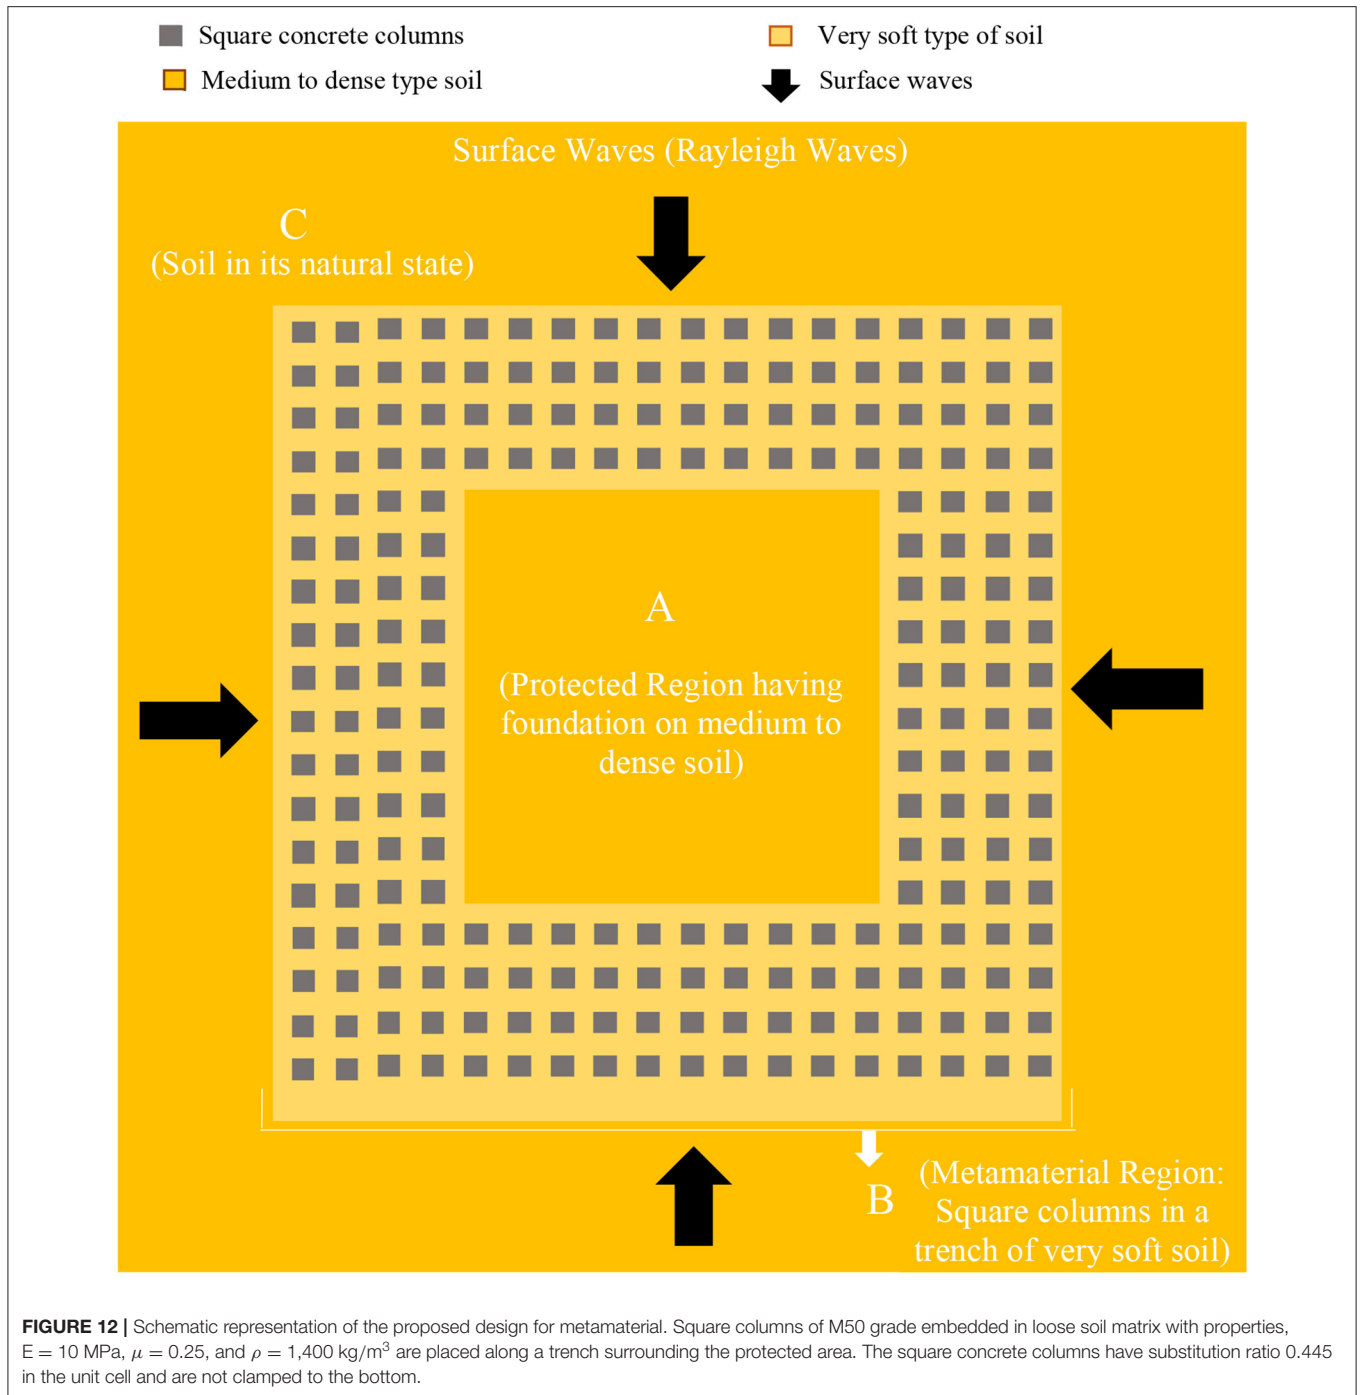 Square concrete columns
Very soft type of soil
Medium to dense type soil
Surface waves
Surface Waves (Rayleigh Waves)
C
(Soil in its natural state)
A
(Protected Region having
foundation on medium to
dense soil)
B
(Metamaterial Region:
Square columns in a
trench of very soft soil)
FIGURE 12 | Schematic representation of the proposed design for metamaterial. Square columns of M50 grade embedded in loose soil matrix with properties,
E = 10 MPa, μ = 0.25, and ρ = 1,400 kg/m³ are placed along a trench surrounding the protected area. The square concrete columns have substitution ratio 0.445
in the unit cell and are not clamped to the bottom.